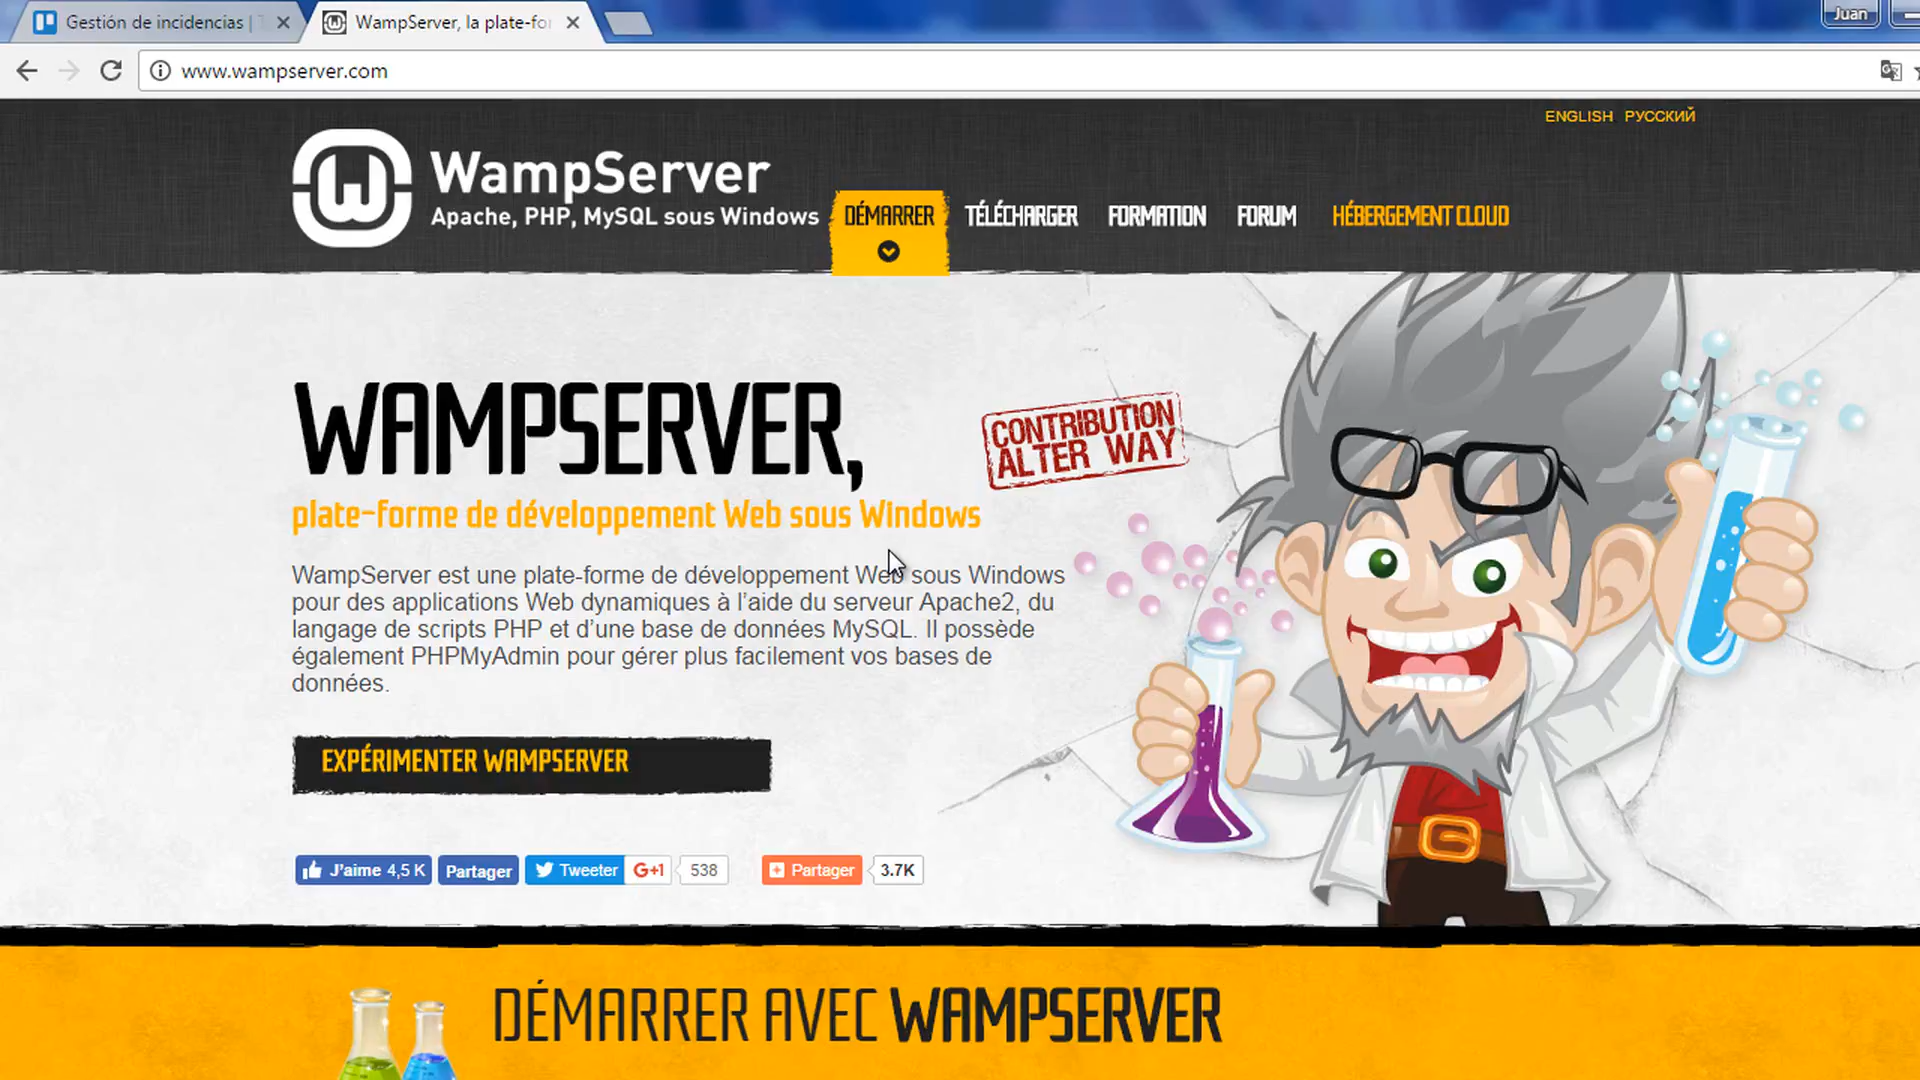 Gestión de incidencias |
WampServer, la plate-for
Juan
www.wampserver.com
ENGLISH РУССКИЙ
WampServer
Apache, PHP, MySQL sous Windows
DÉMARRER
TÉLÉCHARGER
FORMATION
FORUM
HÉBERGEMENT CLOUD
WAMPSERVER,
CONTRIBUTION
ALTER WAY
plate-forme de développement Web sous Windows
WampServer est une plate-forme de développement Web sous Windows
pour des applications Web dynamiques à l’aide du serveur Apache2, du
langage de scripts PHP et d’une base de données MySQL. Il possède
également PHPMyAdmin pour gérer plus facilement vos bases de
données.
EXPÉRIMENTER WAMPSERVER
J’aime 4,5 K
Partager
Tweeter
G+1
538
Partager
3.7K
DÉMARRER AVEC WAMPSERVER